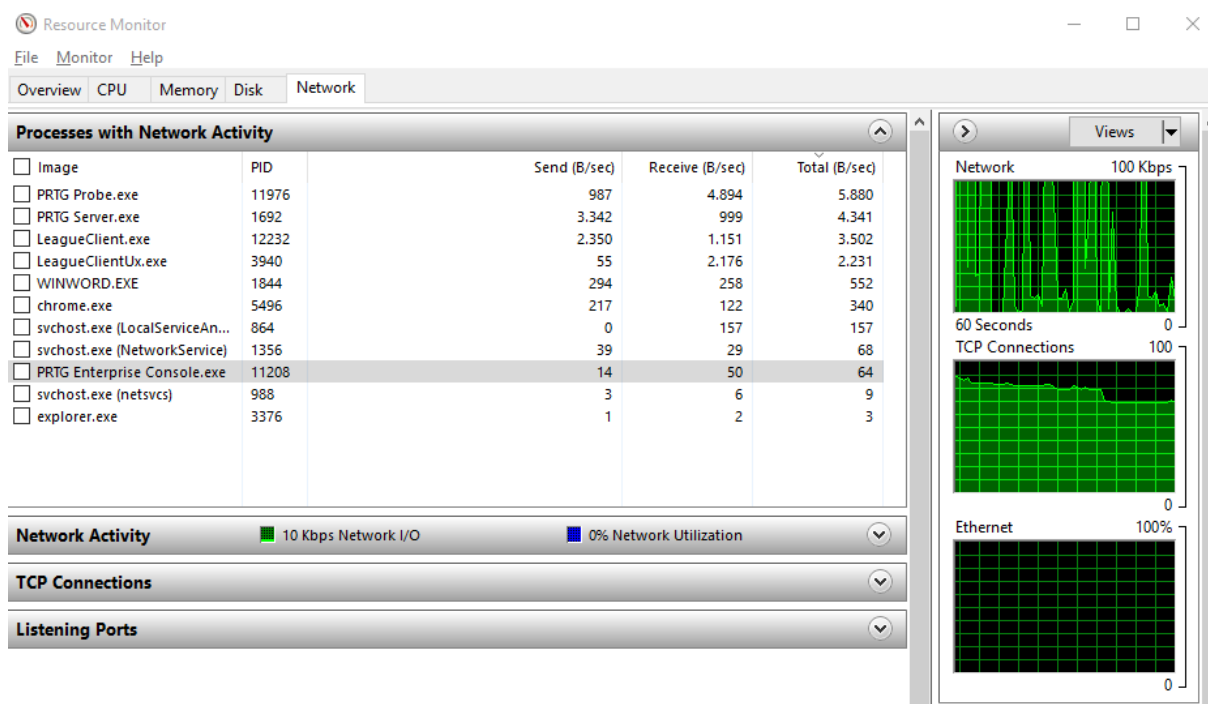 Resource Monitor
File Monitor Help
Overview CPU Memory Disk Network
Processes with Network Activity
Image PID Send (B/sec) Receive (B/sec) Total (B/sec)
PRTG Probe.exe 11976 987 4.894 5.880
PRTG Server.exe 1692 3.342 999 4.341
LeagueClient.exe 12232 2.350 1.151 3.502
LeagueClientUx.exe 3940 55 2.176 2.231
WINWORD.EXE 1844 294 258 552
chrome.exe 5496 217 122 340
svchost.exe (LocalServiceAn... 864 0 157 157
svchost.exe (NetworkService) 1356 39 29 68
PRTG Enterprise Console.exe 11208 14 50 64
svchost.exe (netsvcs) 988 3 6 9
explorer.exe 3376 1 2 3
Network Activity 10 Kbps Network I/O 0% Network Utilization
TCP Connections
Listening Ports
Views
Network 100 Kbps
60 Seconds 0
TCP Connections 100
0
Ethernet 100%
0